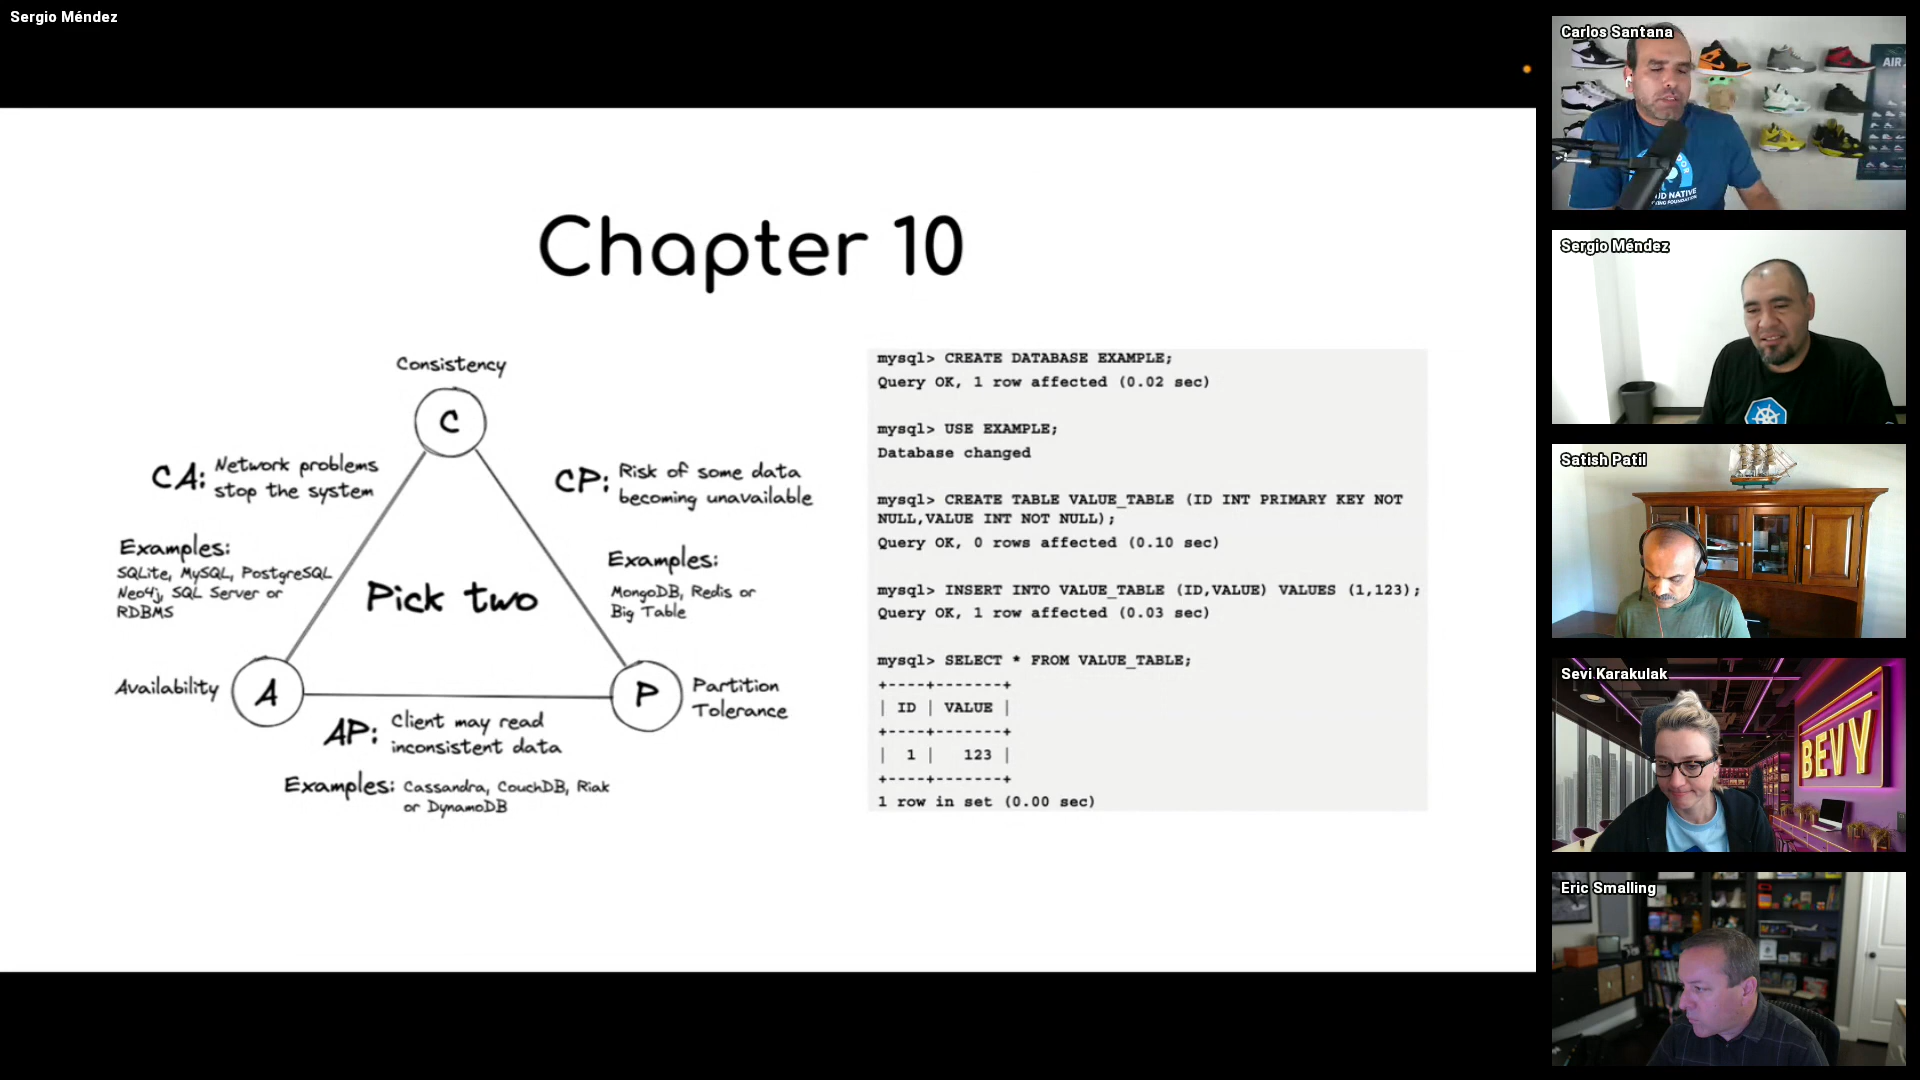 Sergio Méndez
Chapter 10
Consistency
C
CA: Network problems
stop the system
CP: Risk of some data
becoming unavailable
Examples:
SQLite, MySQL, PostgreSQL
Neo4j, SQL Server or
RDBMS
Pick two
Examples:
MongoDB, Redis or
Big Table
Availability
A
P
Partition
Tolerance
AP: Client may read
inconsistent data
Examples: Cassandra, CouchDB, Riak
or DynamoDB
mysql> CREATE DATABASE EXAMPLE;
Query OK, 1 row affected (0.02 sec)
mysql> USE EXAMPLE;
Database changed
mysql> CREATE TABLE VALUE_TABLE (ID INT PRIMARY KEY NOT
NULL,VALUE INT NOT NULL);
Query OK, 0 rows affected (0.10 sec)
mysql> INSERT INTO VALUE_TABLE (ID,VALUE) VALUES (1,123);
Query OK, 1 row affected (0.03 sec)
mysql> SELECT * FROM VALUE_TABLE;
+----+-------+
| ID | VALUE |
+----+-------+
| 1 | 123 |
+----+-------+
1 row in set (0.00 sec)
Carlos Santana
AIR
Sergio Méndez
Satish Patil
Sevi Karakulak
BEVY
Eric Smalling